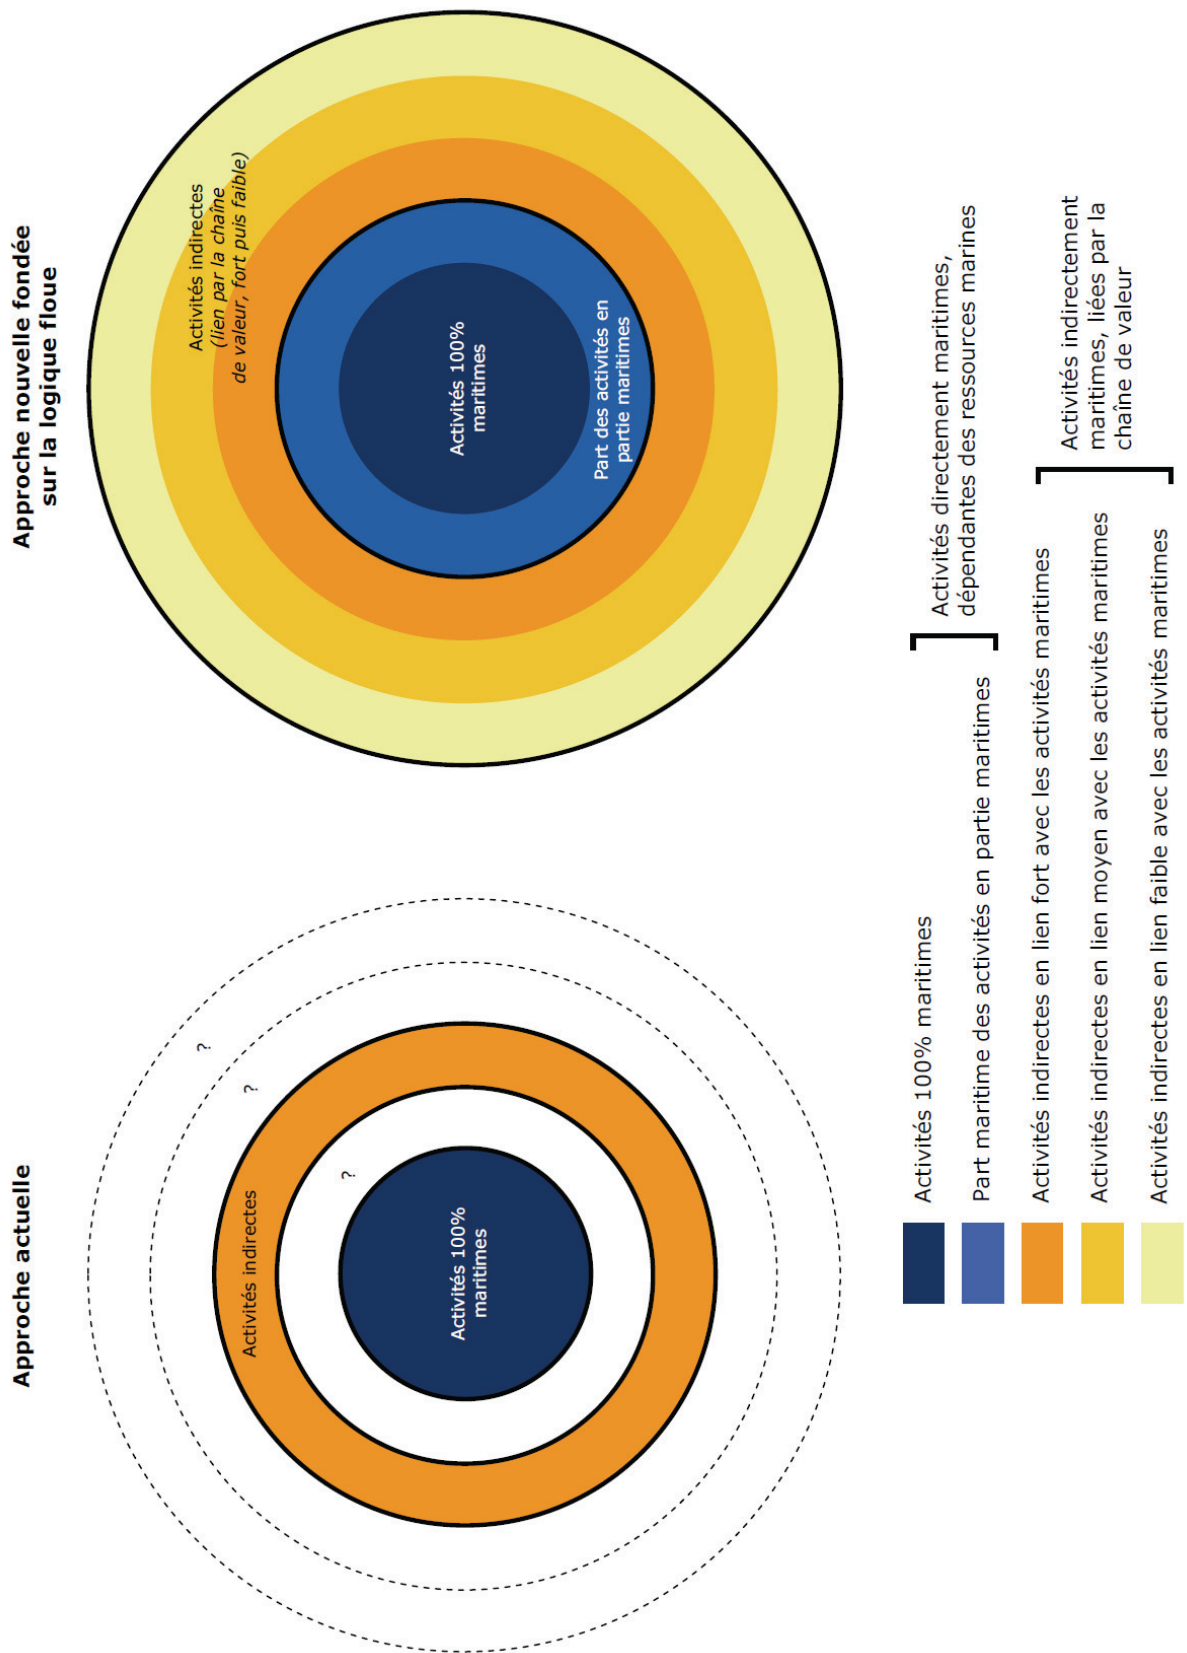 Approche actuelle
?
?
Activités indirectes
?
Activités 100%
maritimes
Approche nouvelle fondée
sur la logique floue
Activités indirectes
(lien par la chaîne
de valeur, fort puis faible)
Activités 100%
maritimes
Part des activités en
partie maritimes
Activités 100% maritimes
Part maritime des activités en partie maritimes
Activités directement maritimes,
dépendantes des ressources marines
Activités indirectes en lien fort avec les activités maritimes
Activités indirectes en lien moyen avec les activités maritimes
Activités indirectes en lien faible avec les activités maritimes
Activités indirectement
maritimes, liées par la
chaîne de valeur